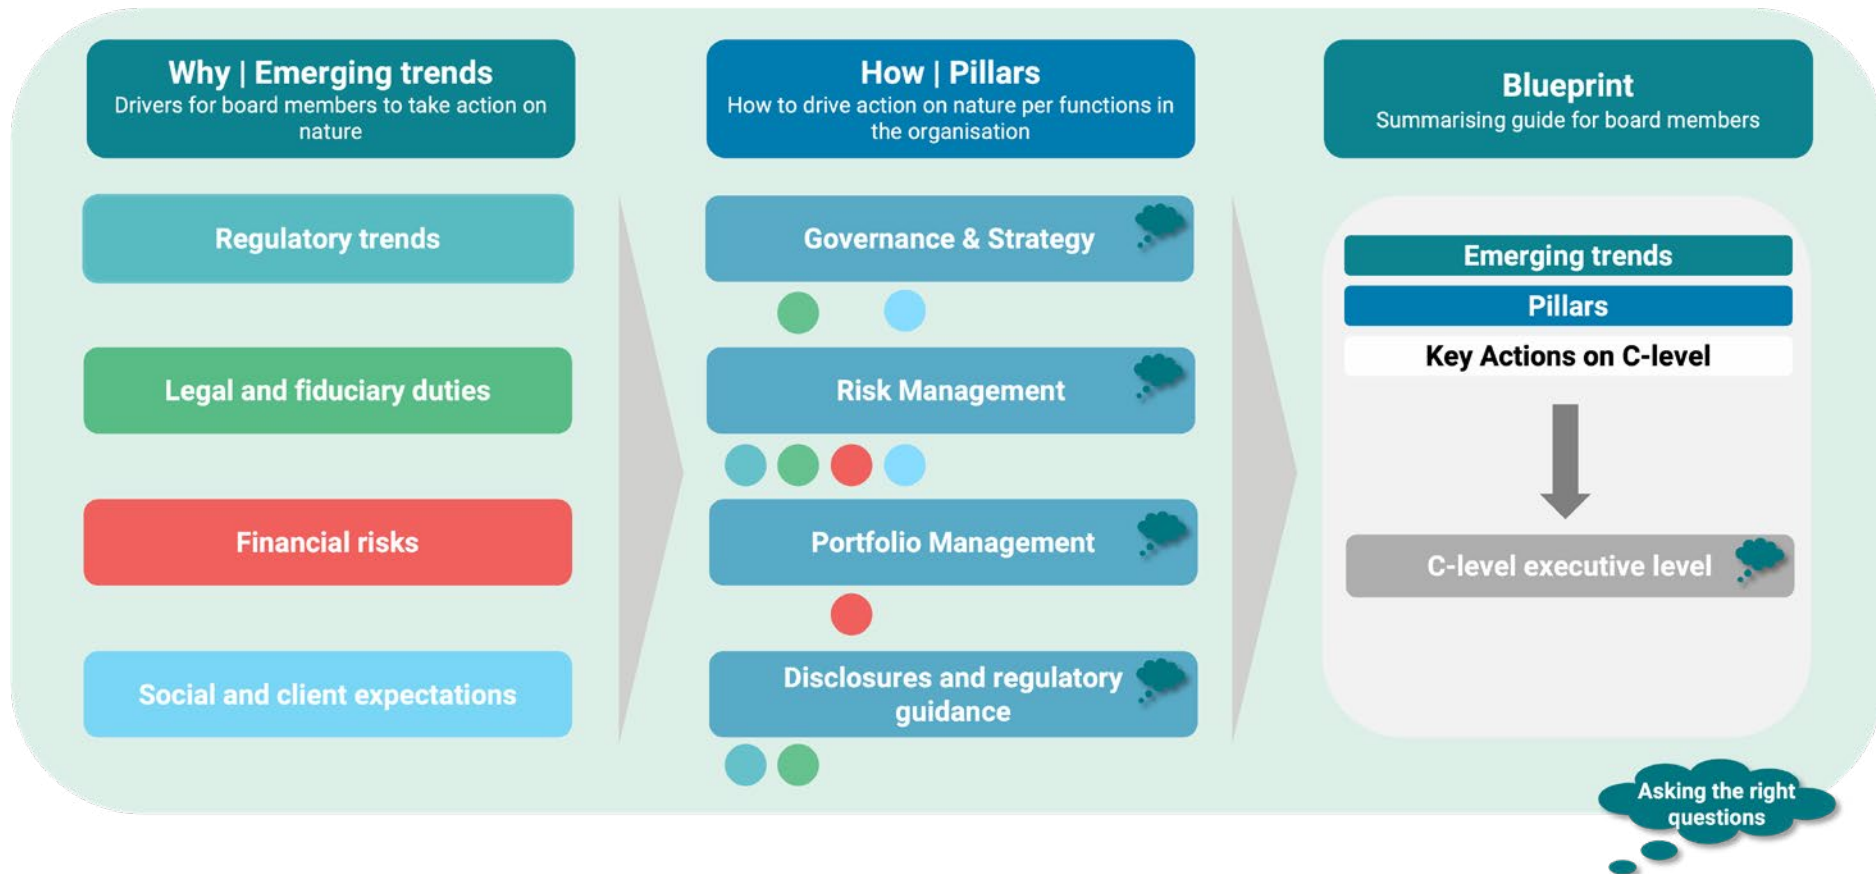 Why | Emerging trends
Drivers for board members to take action on
nature
Regulatory trends
Legal and fiduciary duties
Financial risks
Social and client expectations
How | Pillars
How to drive action on nature per functions in
the organisation
Governance & Strategy
Risk Management
Portfolio Management
Disclosures and regulatory
guidance
Blueprint
Summarising guide for board members
Emerging trends
Pillars
Key Actions on C-level
C-level executive level
Asking the right
questions